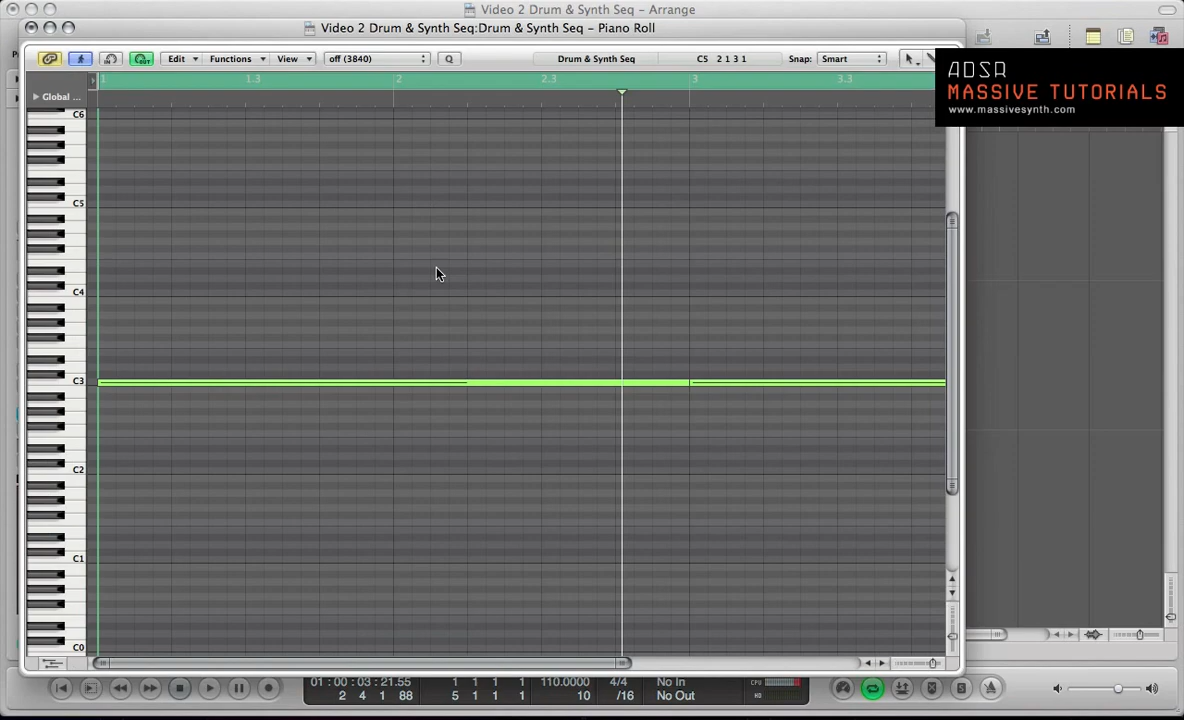 Video 2 Drum & Synth Seq - Arrange
Video 2 Drum & Synth Seq:Drum & Synth Seq - Piano Roll
Edit Functions View off (3840) Q Drum & Synth Seq C5 2 1 3 1 Snap: Smart
ADSR
MASSIVE TUTORIALS
www.massivesynth.com
1 1.3 2 2.3 3 3.3
Global ...
C6
C5
C4
C3
C2
C1
C0
01 : 00 : 03 : 21.55 1 1 1 1 110.0000 4/4 No In CPU
2 4 1 88 5 1 1 1 10 /16 No Out HD